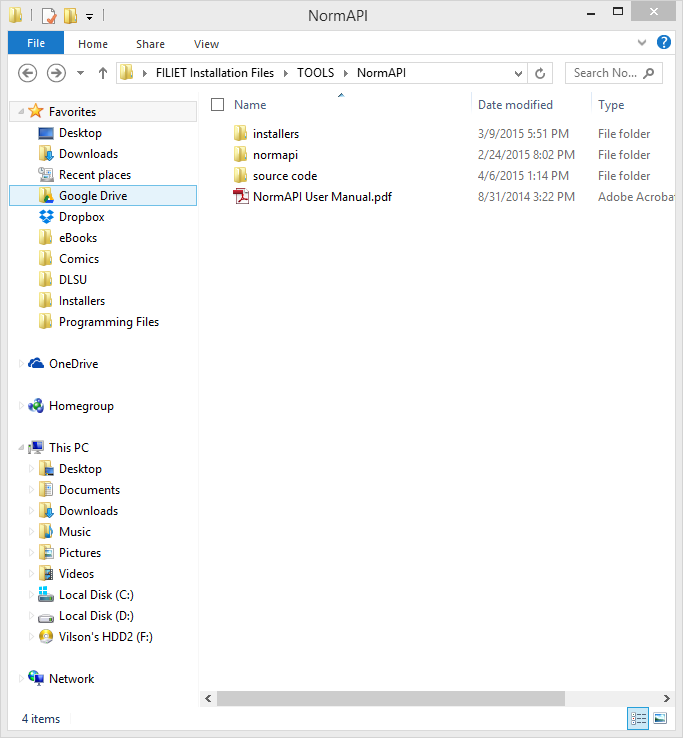 NormAPI
File Home Share View
FILIET Installation Files TOOLS NormAPI Search No...
Name Date modified Type
Favorites
Desktop
Downloads
Recent places
Google Drive
Dropbox
eBooks
Comics
DLSU
Installers
Programming Files
OneDrive
Homegroup
This PC
Desktop
Documents
Downloads
Music
Pictures
Videos
Local Disk (C:)
Local Disk (D:)
Vilson's HDD2 (F:)
Network
installers 3/9/2015 5:51 PM File folder
normapi 2/24/2015 8:02 PM File folder
source code 4/6/2015 1:14 PM File folder
NormAPI User Manual.pdf 8/31/2014 3:22 PM Adobe Acrobat
4 items